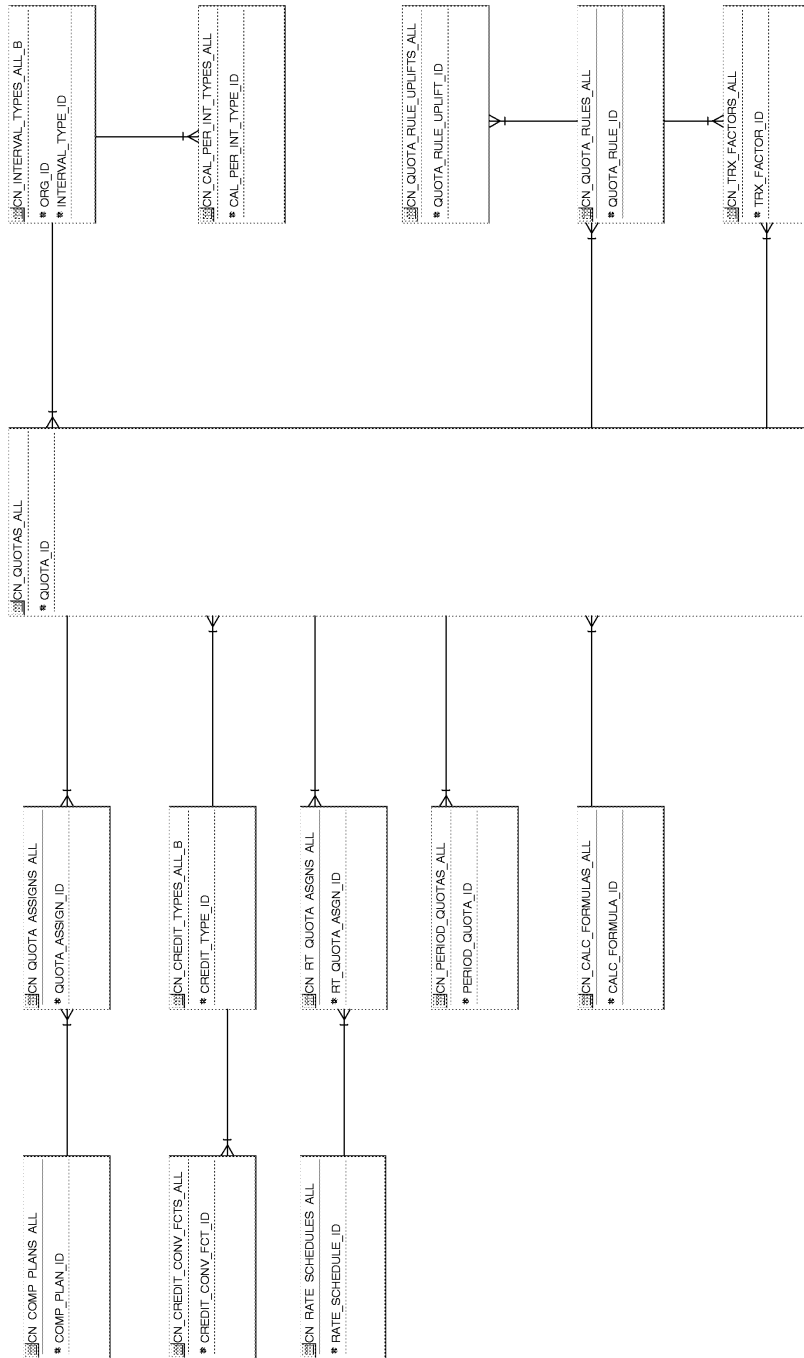 CN_COMP_PLANS_ALL
# COMP_PLAN_ID
CN_QUOTA_ASSIGNS_ALL
# QUOTA_ASSIGN_ID
CN_QUOTAS_ALL
# QUOTA_ID
CN_INTERVAL_TYPES_ALL_B
# ORG_ID
# INTERVAL_TYPE_ID
CN_CREDIT_CONV_FCTS_ALL
# CREDIT_CONV_FCT_ID
CN_CREDIT_TYPES_ALL_B
# CREDIT_TYPE_ID
CN_CAL_PER_INT_TYPES_ALL
# CAL_PER_INT_TYPE_ID
CN_RATE_SCHEDULES_ALL
# RATE_SCHEDULE_ID
CN_RT_QUOTA_ASGNS_ALL
# RT_QUOTA_ASGN_ID
CN_QUOTA_RULE_UPLIFTS_ALL
# QUOTA_RULE_UPLIFT_ID
CN_PERIOD_QUOTAS_ALL
# PERIOD_QUOTA_ID
CN_CALC_FORMULAS_ALL
# CALC_FORMULA_ID
CN_QUOTA_RULES_ALL
# QUOTA_RULE_ID
CN_TRX_FACTORS_ALL
# TRX_FACTOR_ID